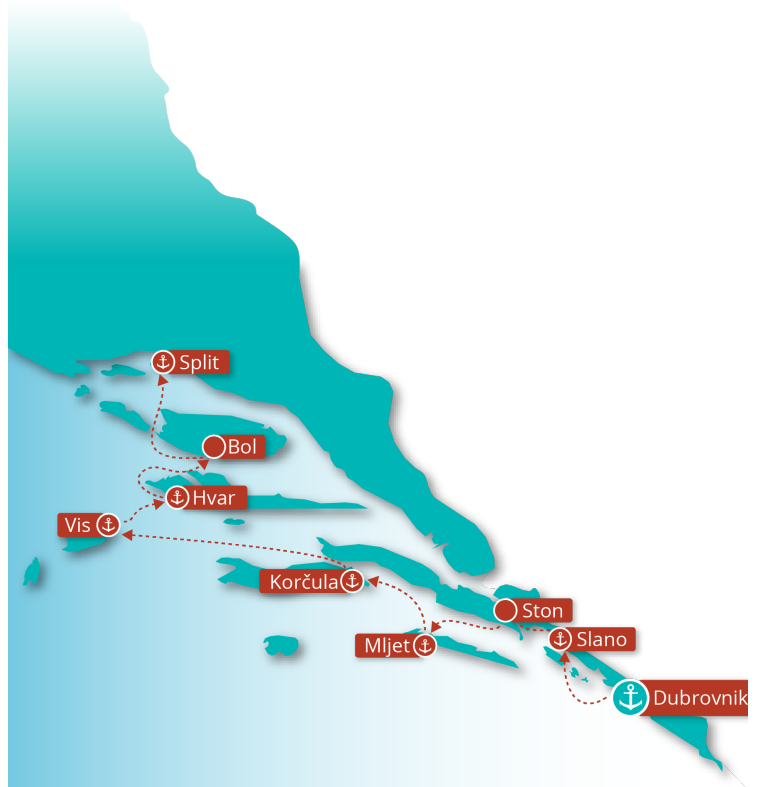 Split
Bol
Hvar
Vis
Korčula
Ston
Slano
Mljet
Dubrovnik